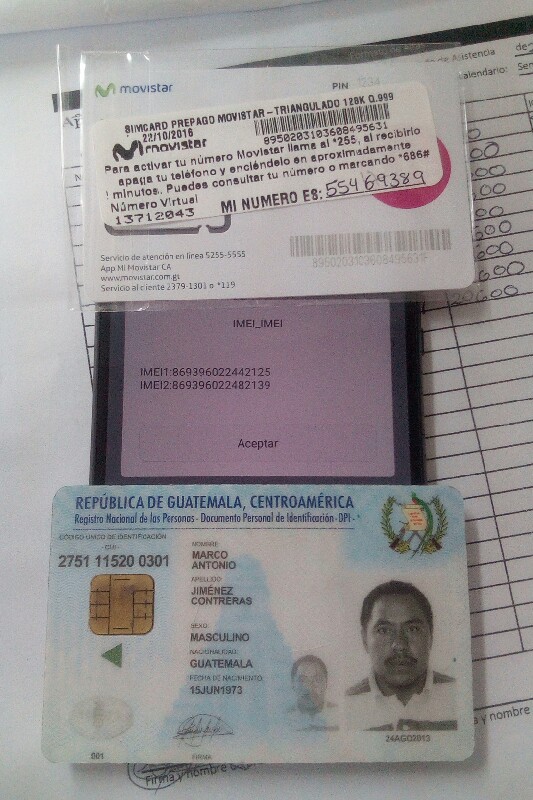 de
Asistencia
calendario: Sem
movistar
PIN 1234
SIMCARD PREPAGO MOVISTAR-TRIANGULADO 128K Q.999
22/10/2016
8950203103608495631
movistar
Para activar tu número Movistar llama al *255, al recibirlo
apaga tu teléfono y enciéndelo en aproximadamente
minutos. Puedes consultar tu número o marcando *686#
Número Virtual
13712043
MI NUMERO ES: 55469389
Servicio de atención en línea 5255-5555
App Mi Movistar CA
www.movistar.com.gt
Servicio al cliente 2379-1301 o *119
8950203103608495631F
IMEI_IMEI
IMEI1:869396022442125
IMEI2:869396022482139
Aceptar
REPÚBLICA DE GUATEMALA, CENTROAMÉRICA
Registro Nacional de las Personas - Documento Personal de Identificación -DPI-
CÓDIGO ÚNICO DE IDENTIFICACIÓN
-CUI-
2751 11520 0301
NOMBRE:
MARCO
ANTONIO
APELLIDO:
JIMÉNEZ
CONTRERAS
SEXO:
MASCULINO
NACIONALIDAD:
GUATEMALA
FECHA DE NACIMIENTO:
15JUN1973
24AGO2013
001
FIRMA
Firma y nombre
y nombre